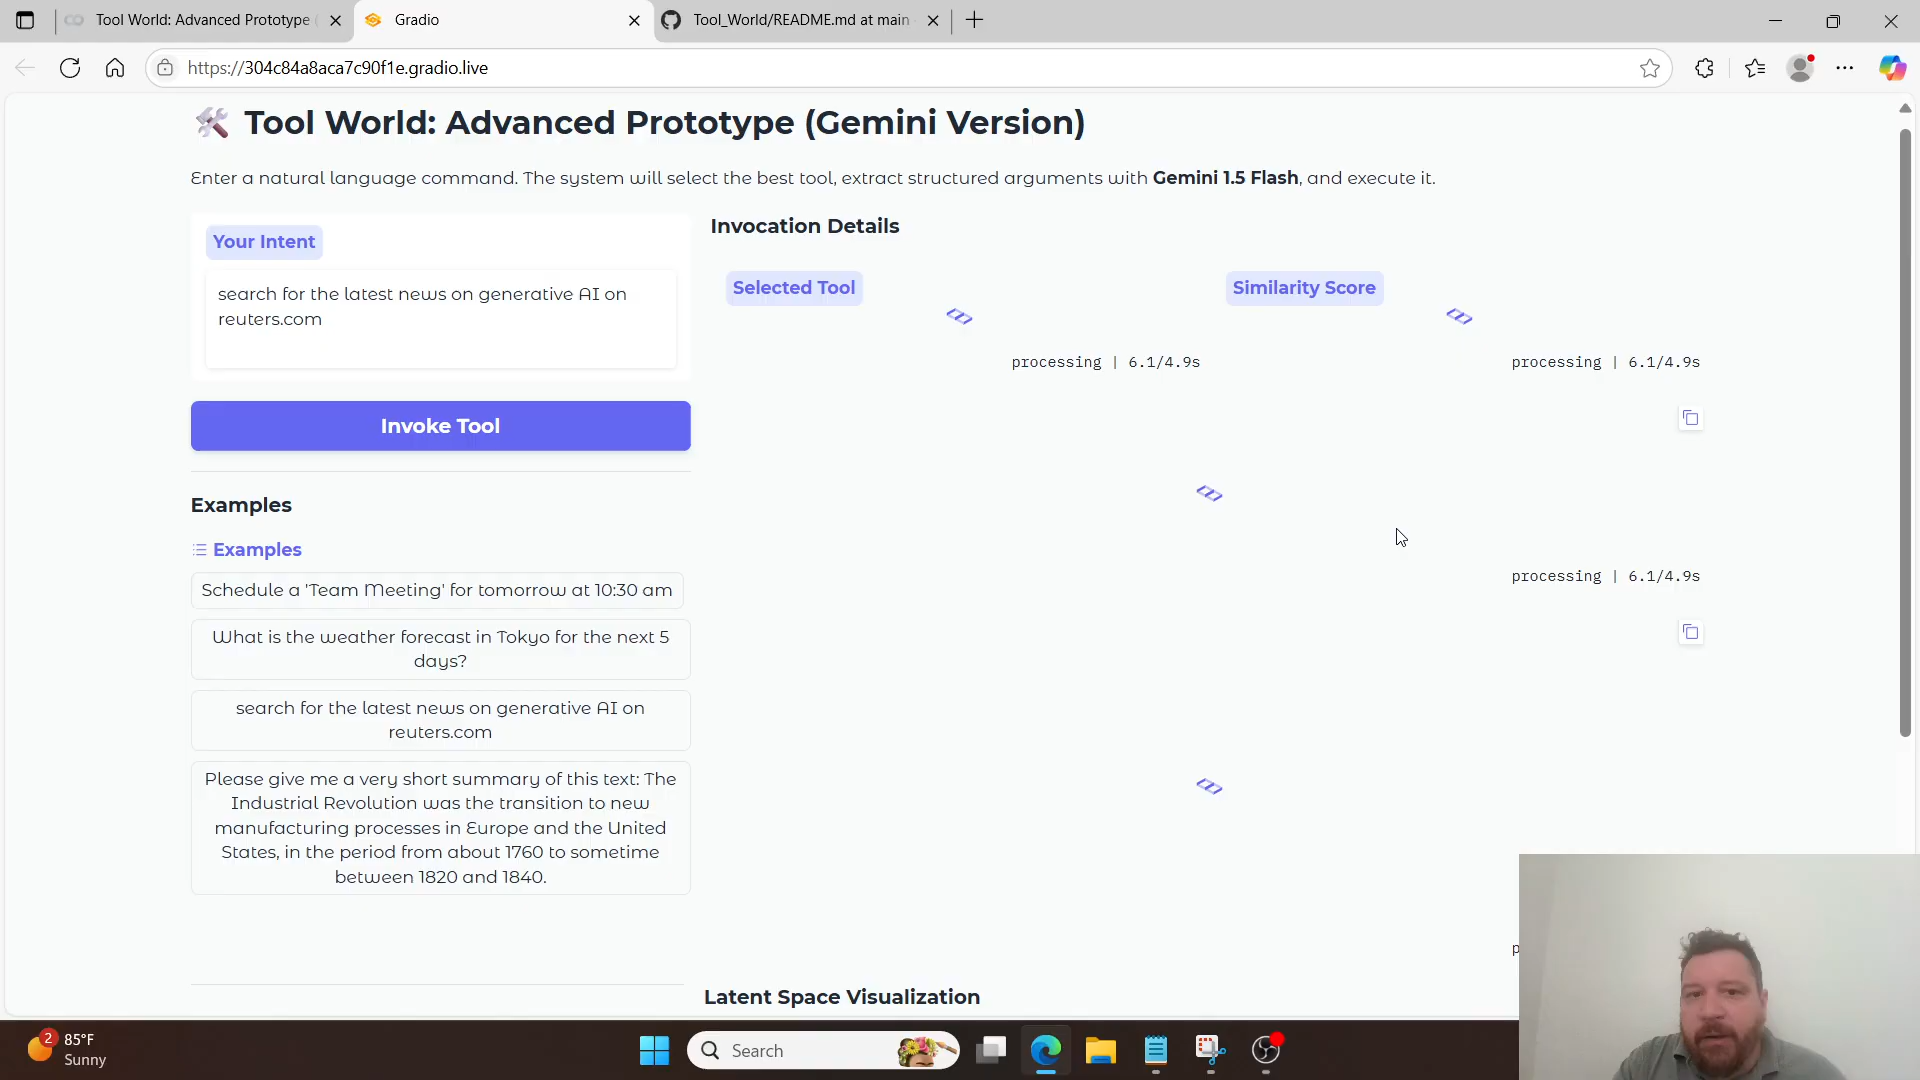 Tool World: Advanced Prototype
Gradio
Tool_World/README.md at main
https://304c84a8aca7c90f1e.gradio.live
🛠 Tool World: Advanced Prototype (Gemini Version)
Enter a natural language command. The system will select the best tool, extract structured arguments with Gemini 1.5 Flash, and execute it.
Your Intent
search for the latest news on generative AI on
reuters.com
Invoke Tool
Examples
Examples
Schedule a 'Team Meeting' for tomorrow at 10:30 am
What is the weather forecast in Tokyo for the next 5
days?
search for the latest news on generative AI on
reuters.com
Please give me a very short summary of this text: The
Industrial Revolution was the transition to new
manufacturing processes in Europe and the United
States, in the period from about 1760 to sometime
between 1820 and 1840.
Invocation Details
Selected Tool
Similarity Score
processing | 6.1/4.9s
processing | 6.1/4.9s
processing | 6.1/4.9s
Latent Space Visualization
2
85°F
Sunny
Search